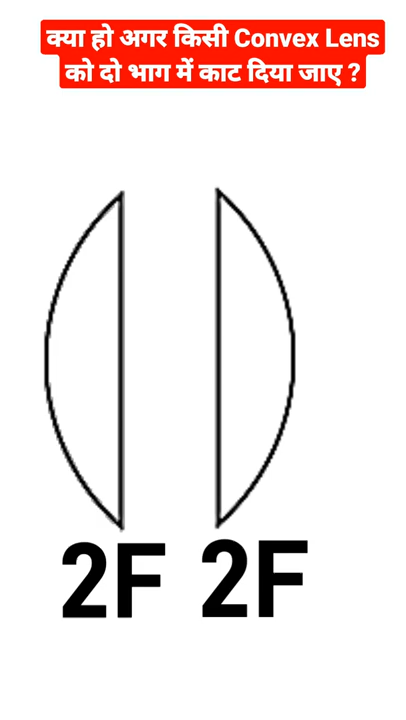 क्या हो अगर किसी Convex Lens
को दो भाग में काट दिया जाए ?
2F 2F